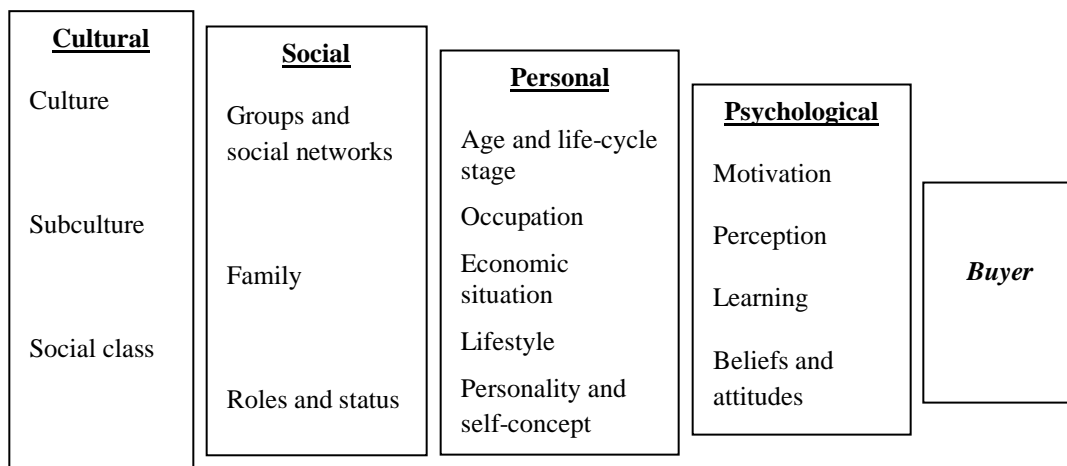 Cultural
Culture
Subculture
Social class
Social
Groups and
social networks
Family
Roles and status
Personal
Age and life-cycle
stage
Occupation
Economic
situation
Lifestyle
Personality and
self-concept
Psychological
Motivation
Perception
Learning
Beliefs and
attitudes
Buyer